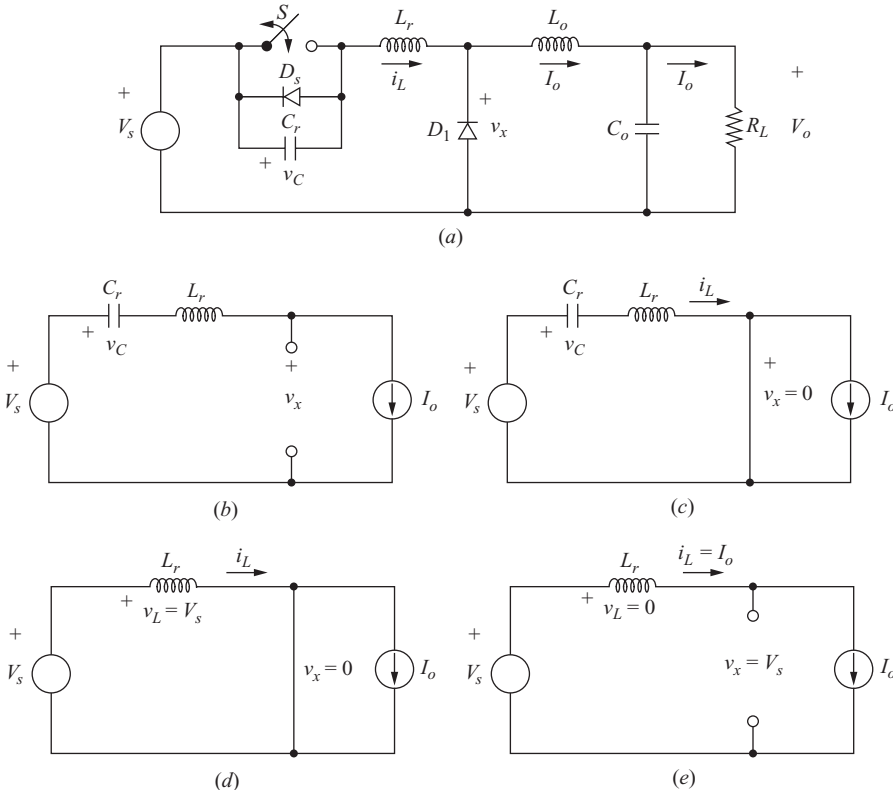 S
L_r
L_o
i_L
I_o
I_o
+
V_s
D_s
C_r
+
v_C
D_1
+
v_x
C_o
R_L
+
V_o
(a)
C_r
L_r
+
v_C
+
V_s
+
v_x
I_o
(b)
C_r
L_r
i_L
+
v_C
+
V_s
+
v_x = 0
I_o
(c)
L_r
i_L
+
v_L = V_s
+
V_s
v_x = 0
I_o
(d)
L_r
i_L = I_o
+
v_L = 0
+
V_s
v_x = V_s
I_o
(e)